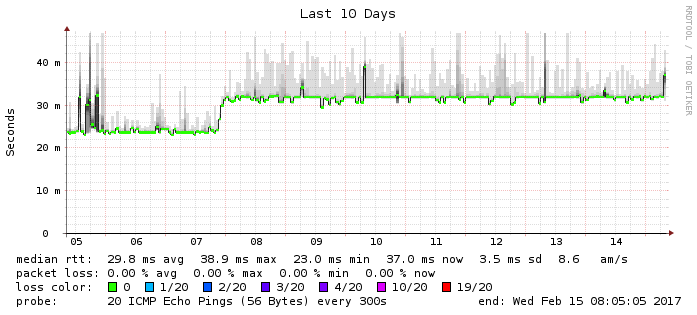 Last 10 Days
RRDTOOL / TOBI OETIKER
Seconds
40 m
30 m
20 m
10 m
0
05 06 07 08 09 10 11 12 13 14
median rtt: 29.8 ms avg 38.9 ms max 23.0 ms min 37.0 ms now 3.5 ms sd 8.6 am/s
packet loss: 0.00 % avg 0.00 % max 0.00 % min 0.00 % now
loss color: 0 1/20 2/20 3/20 4/20 10/20 19/20
probe: 20 ICMP Echo Pings (56 Bytes) every 300s end: Wed Feb 15 08:05:05 2017